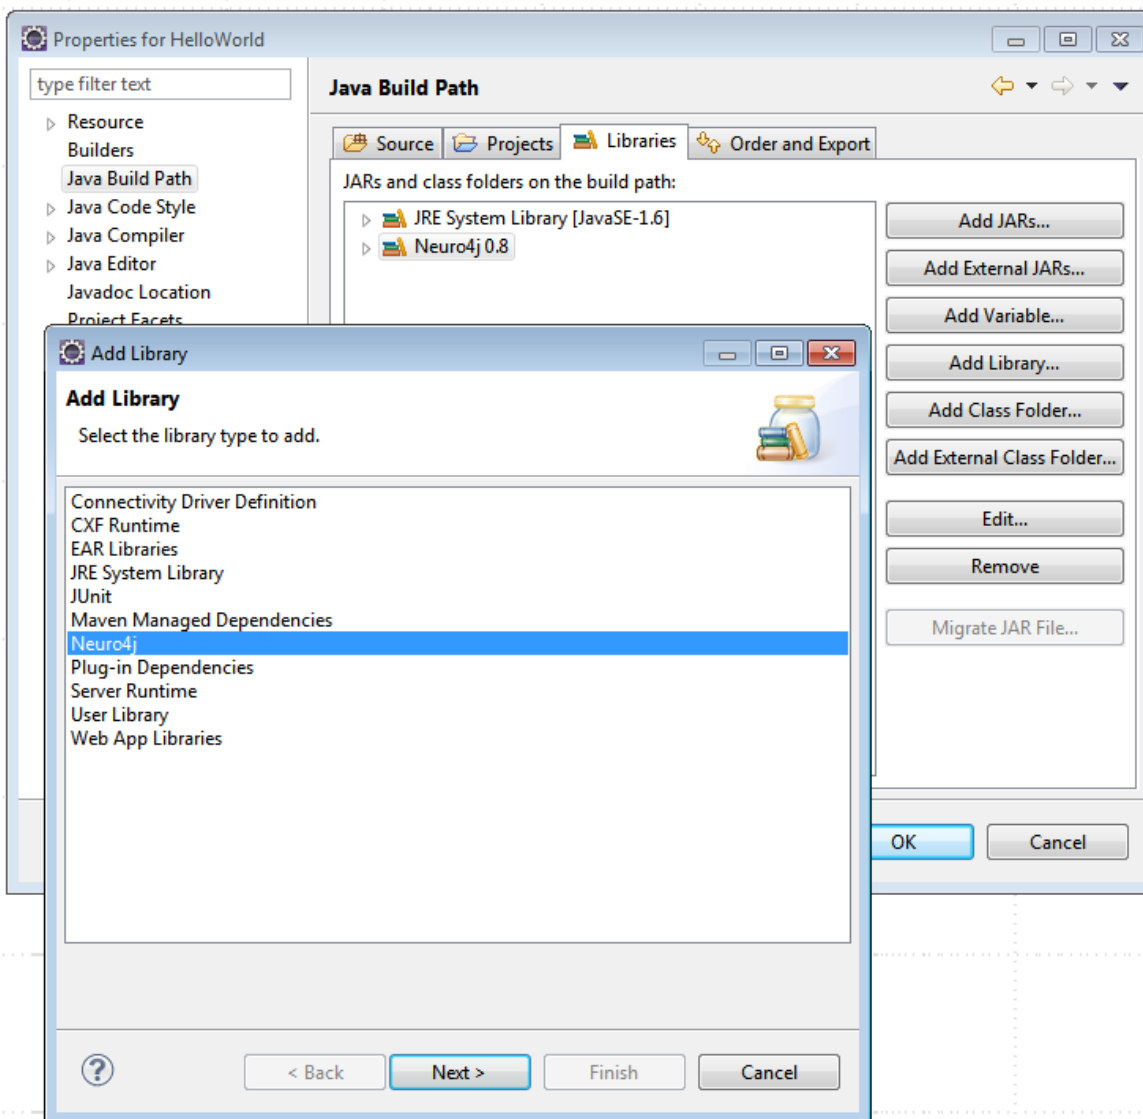 Properties for HelloWorld
type filter text
Resource
Builders
Java Build Path
Java Code Style
Java Compiler
Java Editor
Javadoc Location
Project Facets
Java Build Path
Source Projects Libraries Order and Export
JARs and class folders on the build path:
JRE System Library [JavaSE-1.6]
Neuro4j 0.8
Add JARs...
Add External JARs...
Add Variable...
Add Library...
Add Class Folder...
Add External Class Folder...
Edit...
Remove
Migrate JAR File...
OK Cancel
Add Library
Add Library
Select the library type to add.
Connectivity Driver Definition
CXF Runtime
EAR Libraries
JRE System Library
JUnit
Maven Managed Dependencies
Neuro4j
Plug-in Dependencies
Server Runtime
User Library
Web App Libraries
? < Back Next > Finish Cancel